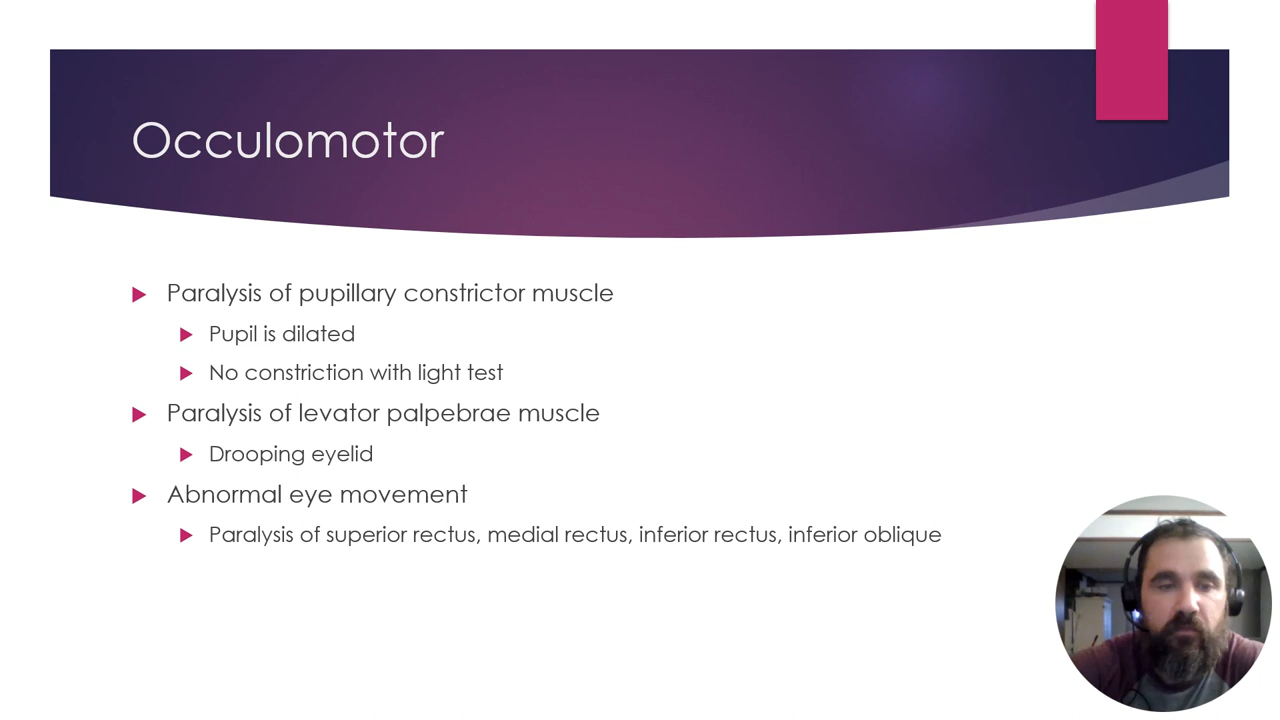 Occulomotor
Paralysis of pupillary constrictor muscle
Pupil is dilated
No constriction with light test
Paralysis of levator palpebrae muscle
Drooping eyelid
Abnormal eye movement
Paralysis of superior rectus, medial rectus, inferior rectus, inferior oblique